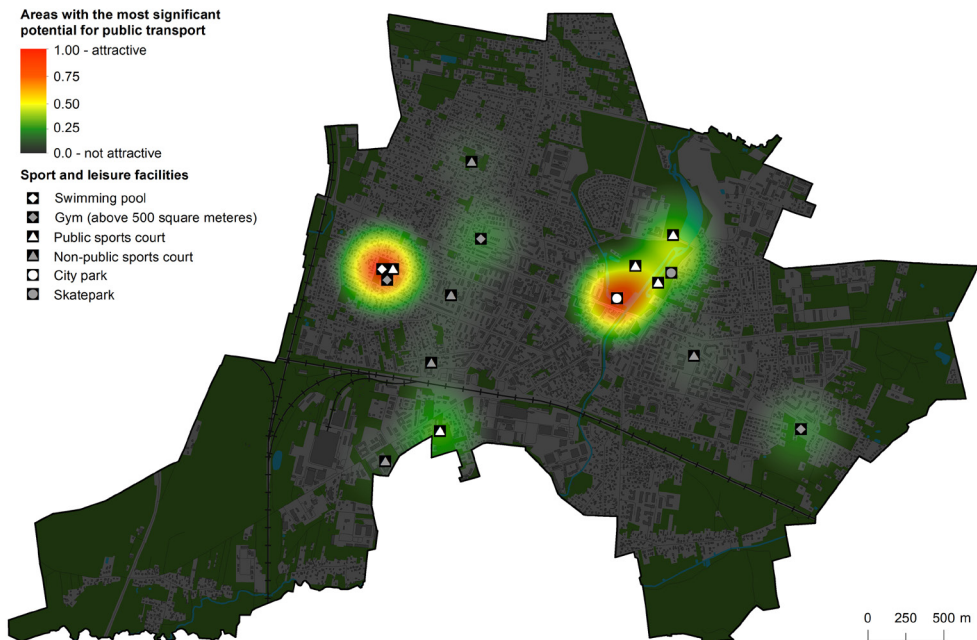 Areas with the most significant
potential for public transport
1.00 - attractive
0.75
0.50
0.25
0.0 - not attractive
Sport and leisure facilities
Swimming pool
Gym (above 500 square meteres)
Public sports court
Non-public sports court
City park
Skatepark
0 250 500 m